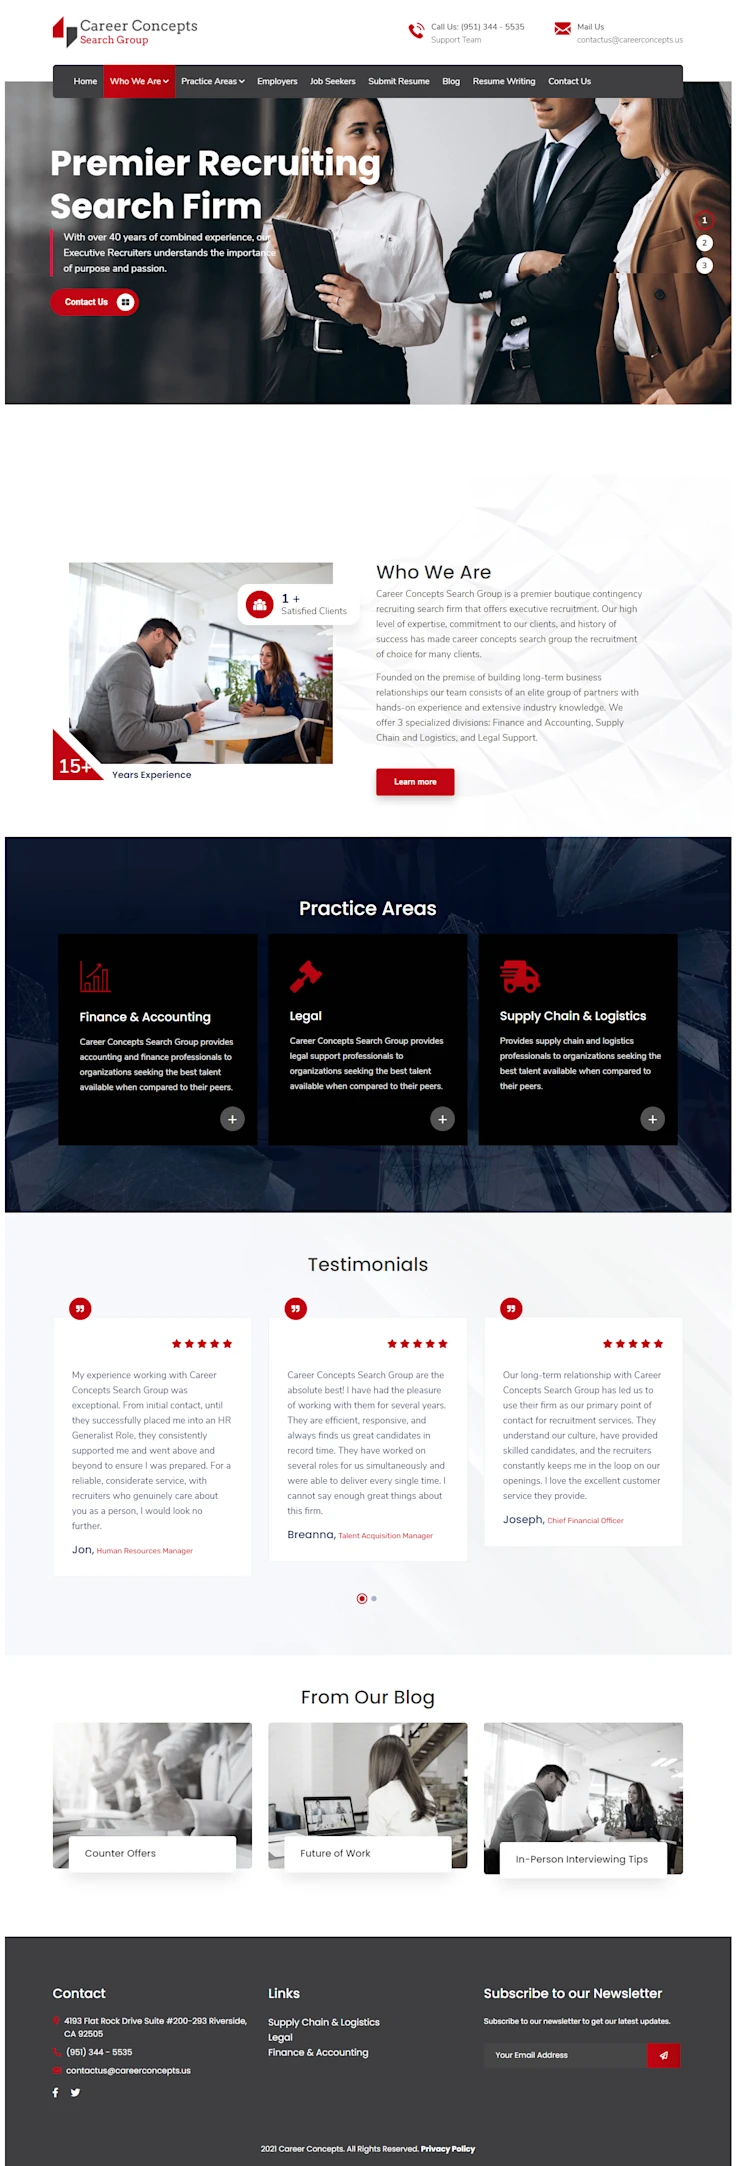 Career Concepts
Search Group
Call Us: (951) 344 - 5535
Support Team
Mail Us
contactus@careerconcepts.us
Home
Who We Are
Practice Areas
Employers
Job Seekers
Submit Resume
Blog
Resume Writing
Contact Us
Premier Recruiting
Search Firm
With over 40 years of combined experience, our
Executive Recruiters understands the importance
of purpose and passion.
Contact Us
1
2
3
1 +
Satisfied Clients
15+
Years Experience
Who We Are
Career Concepts Search Group is a premier boutique contingency
recruiting search firm that offers executive recruitment. Our high
level of expertise, commitment to our clients, and history of
success has made career concepts search group the recruitment
of choice for many clients.
Founded on the premise of building long-term business
relationships our team consists of an elite group of partners with
hands-on experience and extensive industry knowledge. We
offer 3 specialized divisions: Finance and Accounting, Supply
Chain and Logistics, and Legal Support.
Learn more
Practice Areas
Finance & Accounting
Career Concepts Search Group provides
accounting and finance professionals to
organizations seeking the best talent
available when compared to their peers.
+
Legal
Career Concepts Search Group provides
legal support professionals to
organizations seeking the best talent
available when compared to their peers.
+
Supply Chain & Logistics
Provides supply chain and logistics
professionals to organizations seeking the
best talent available when compared to
their peers.
+
Testimonials
My experience working with Career
Concepts Search Group was
exceptional. From initial contact, until
they successfully placed me into an HR
Generalist Role, they consistently
supported me and went above and
beyond to ensure I was prepared. For a
reliable, considerate service, with
recruiters who genuinely care about
you as a person, I would look no
further.
Jon, Human Resources Manager
Career Concepts Search Group are the
absolute best! I have had the pleasure
of working with them for several years.
They are efficient, responsive, and
always finds us great candidates in
record time. They have worked on
several roles for us simultaneously and
were able to deliver every single time. I
cannot say enough great things about
this firm.
Breanna, Talent Acquisition Manager
Our long-term relationship with Career
Concepts Search Group has led us to
use their firm as our primary point of
contact for recruitment services. They
understand our culture, have provided
skilled candidates, and the recruiters
constantly keeps me in the loop on our
openings. I love the excellent customer
service they provide.
Joseph, Chief Financial Officer
From Our Blog
Counter Offers
Future of Work
In-Person Interviewing Tips
Contact
4193 Flat Rock Drive Suite #200-293 Riverside,
CA 92505
(951) 344 - 5535
contactus@careerconcepts.us
Links
Supply Chain & Logistics
Legal
Finance & Accounting
Subscribe to our Newsletter
Subscribe to our newsletter to get our latest updates.
Your Email Address
2021 Career Concepts. All Rights Reserved. Privacy Policy